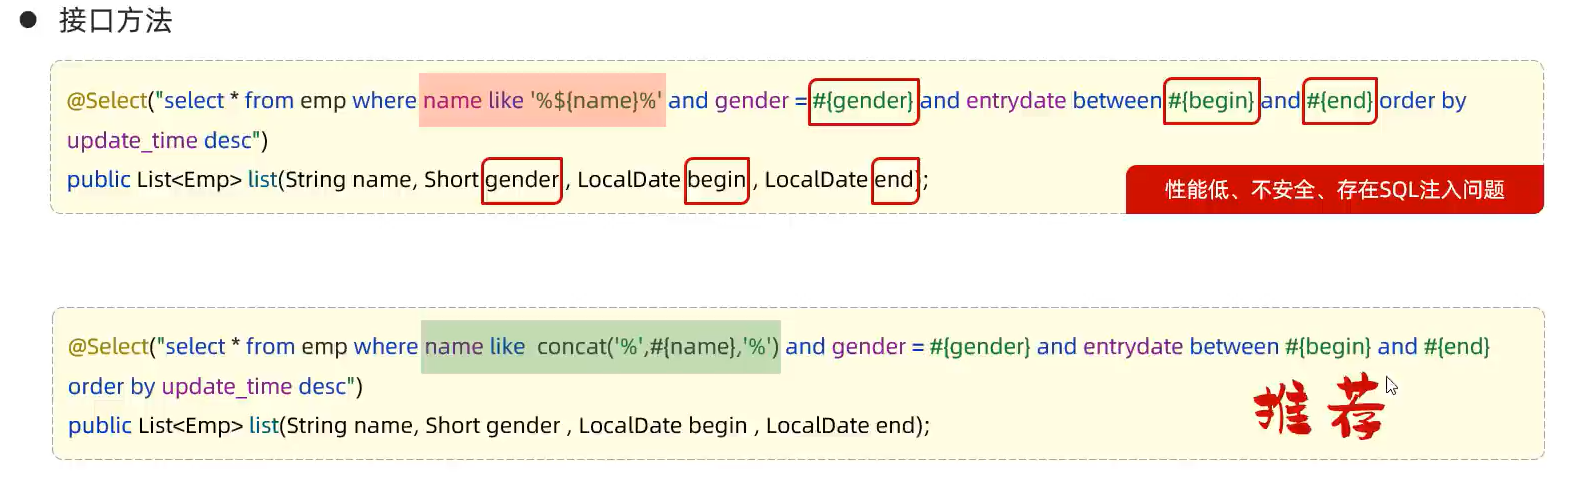 接口方法
@Select("select * from emp where name like '%${name}%' and gender = #{gender} and entrydate between #{begin} and #{end} order by
update_time desc")
public List<Emp> list(String name, Short gender , LocalDate begin , LocalDate end);
性能低、不安全、存在SQL注入问题
@Select("select * from emp where name like  concat('%',#{name},'%') and gender = #{gender} and entrydate between #{begin} and #{end}
order by update_time desc")
public List<Emp> list(String name, Short gender , LocalDate begin , LocalDate end);
推荐